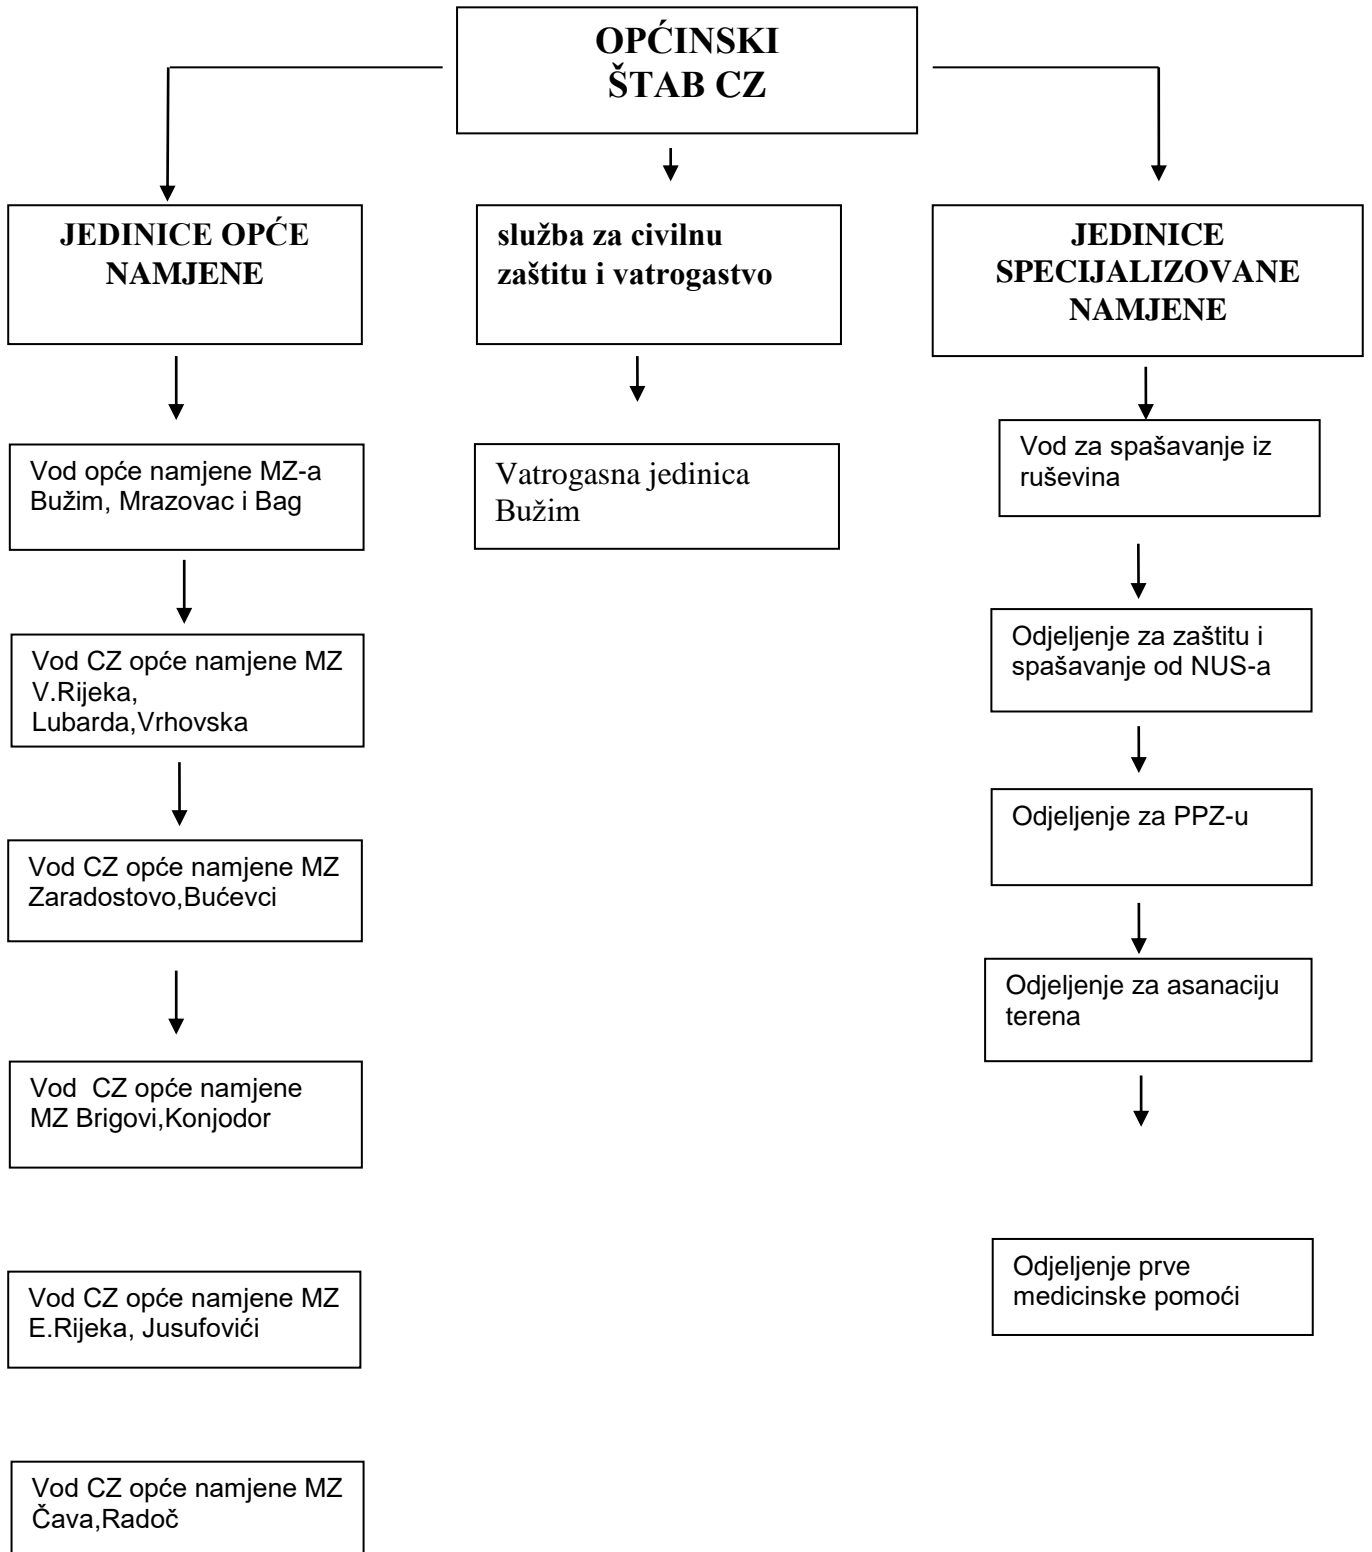 OPĆINSKI
ŠTAB CZ
JEDINICE OPĆE
NAMJENE
služba za civilnu
zaštitu i vatrogastvo
JEDINICE
SPECIJALIZOVANE
NAMJENE
Vod opće namjene MZ-a
Bužim, Mrazovac i Bag
Vod CZ opće namjene MZ
V.Rijeka,
Lubarda,Vrhovska
Vod CZ opće namjene MZ
Zaradostovo,Bućevci
Vod  CZ opće namjene
MZ Brigovi,Konjodor
Vod CZ opće namjene MZ
E.Rijeka, Jusufovići
Vod CZ opće namjene MZ
Čava,Radoč
Vatrogasna jedinica
Bužim
Vod za spašavanje iz
ruševina
Odjeljenje za zaštitu i
spašavanje od NUS-a
Odjeljenje za PPZ-u
Odjeljenje za asanaciju
terena
Odjeljenje prve
medicinske pomoći